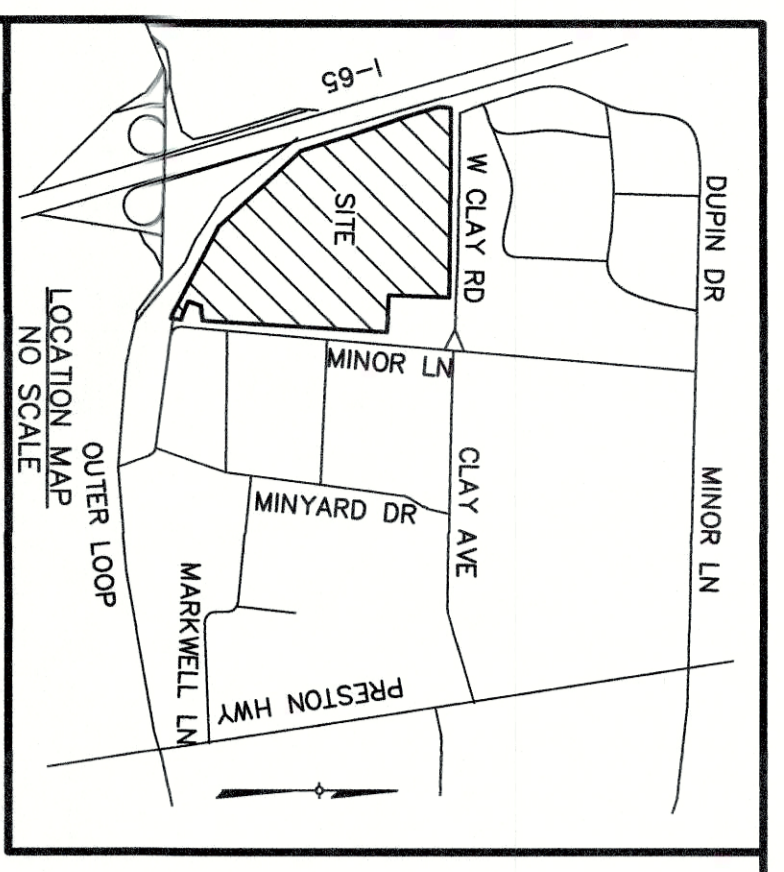 I-65
DUPIN DR
W CLAY RD
SITE
MINOR LN
MINOR LN
CLAY AVE
MINYARD DR
OUTER LOOP
MARKWELL LN
PRESTON HWY
LOCATION MAP
NO SCALE